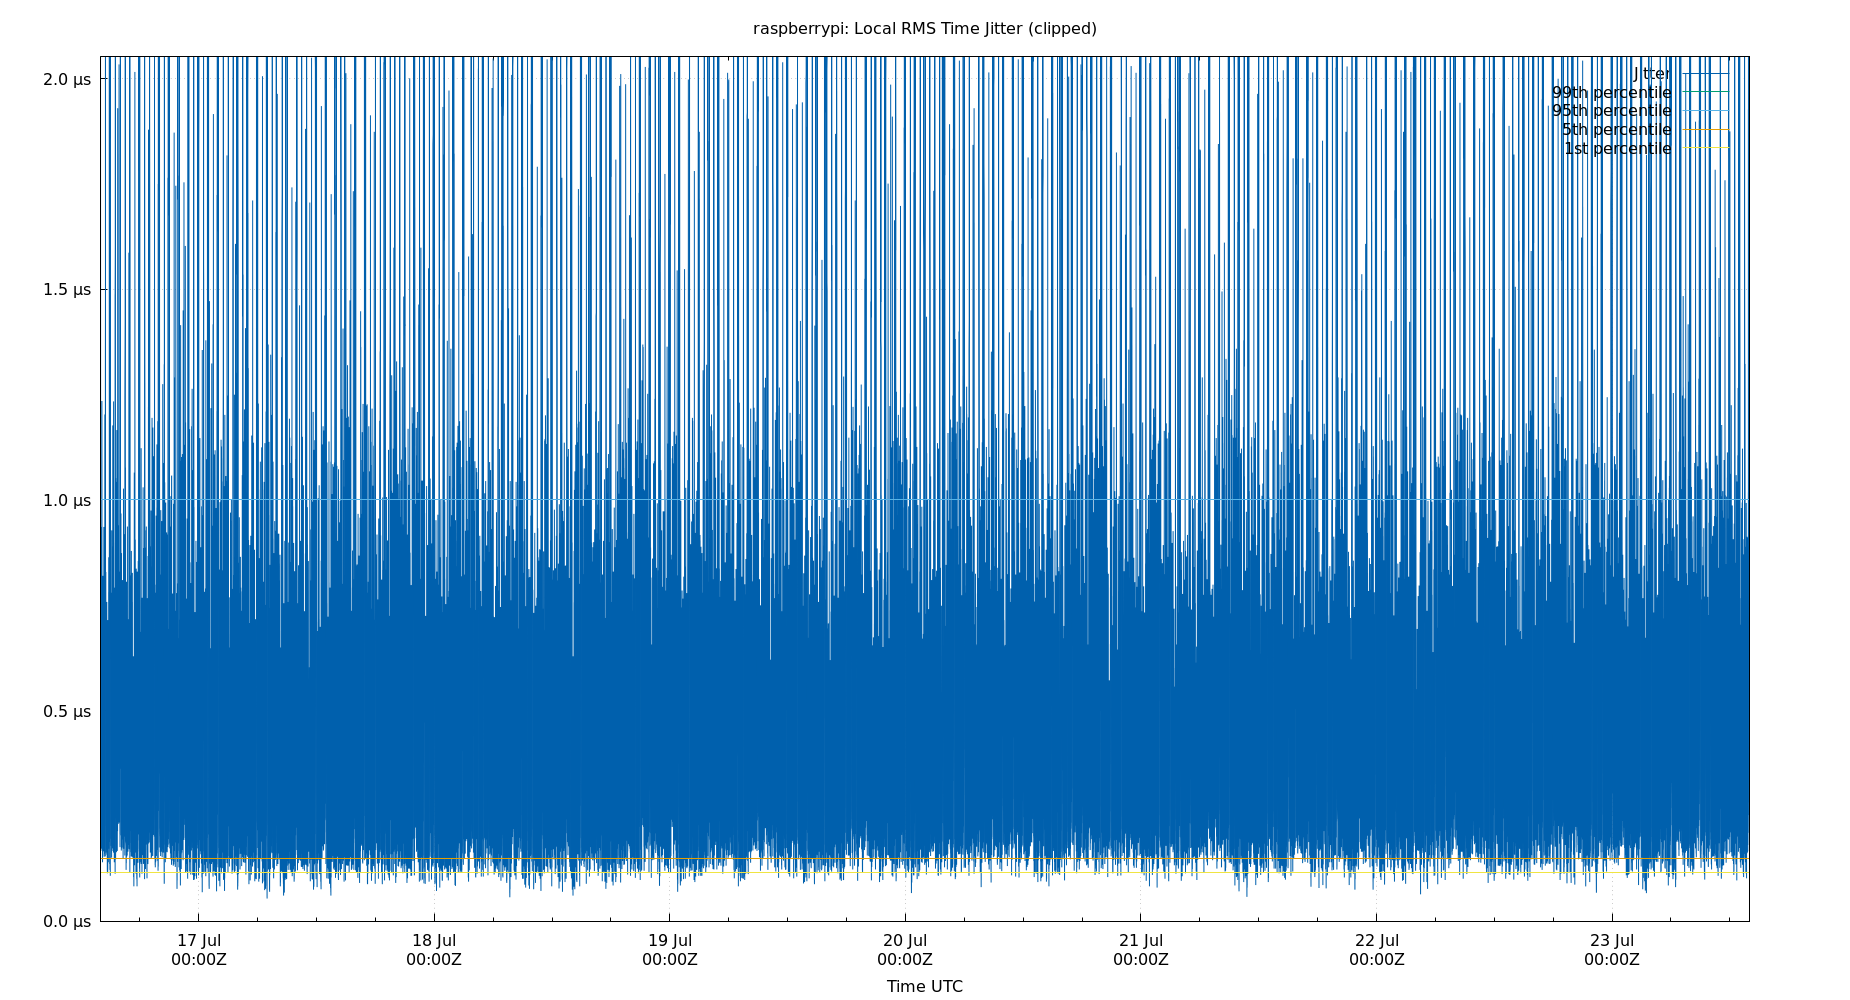 raspberrypi: Local RMS Time Jitter (clipped)
2.0 µs
1.5 µs
1.0 µs
0.5 µs
0.0 µs
Jitter
99th percentile
95th percentile
5th percentile
1st percentile
17 Jul
00:00Z
18 Jul
00:00Z
19 Jul
00:00Z
20 Jul
00:00Z
21 Jul
00:00Z
22 Jul
00:00Z
23 Jul
00:00Z
Time UTC